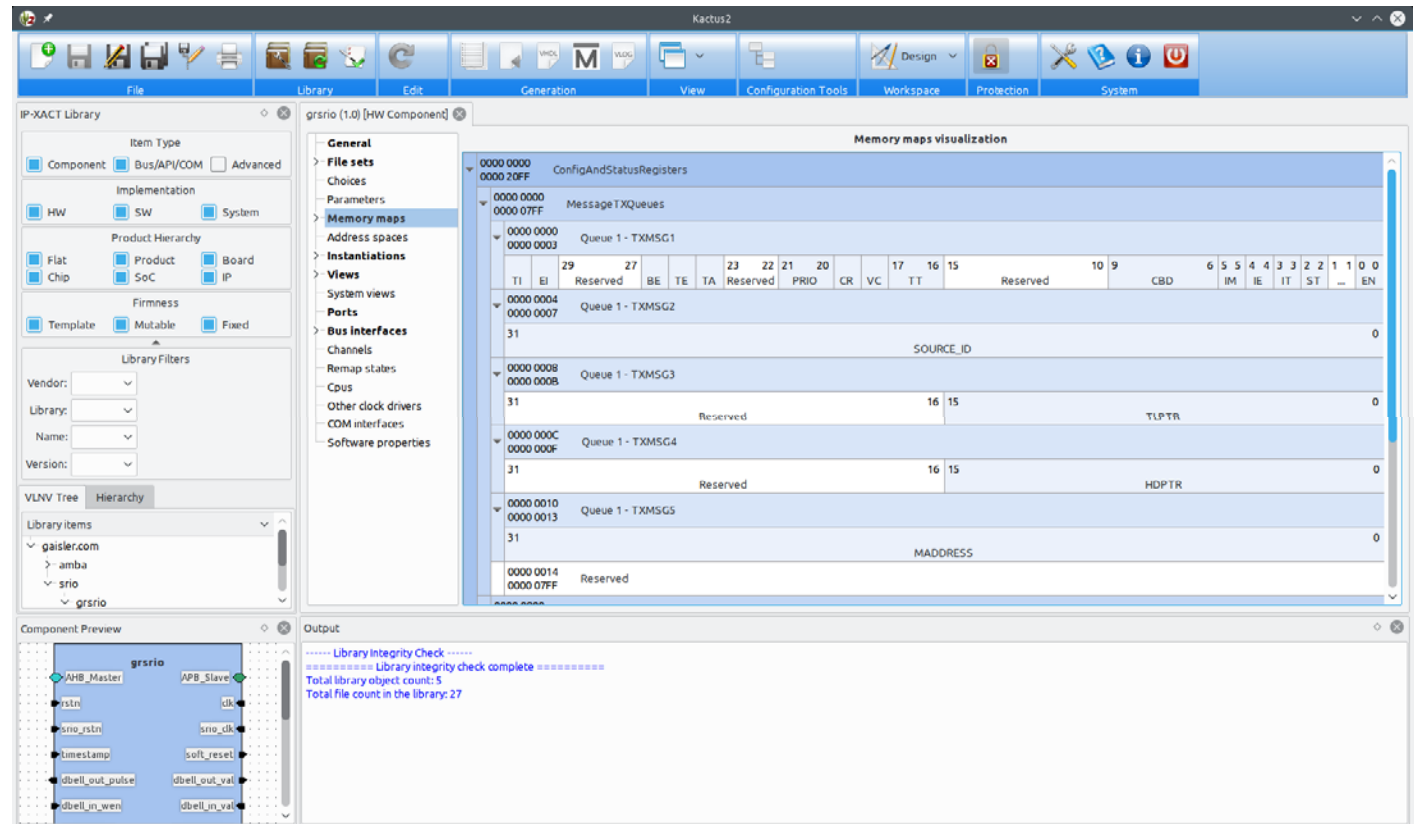 Kactus2
VHDL
M
VLOG
Design
File
Library
Edit
Generation
View
Configuration Tools
Workspace
Protection
System
IP-XACT Library
Item Type
Component Bus/API/COM Advanced
Implementation
HW SW System
Product Hierarchy
Flat Product Board
Chip SoC IP
Firmness
Template Mutable Fixed
Library Filters
Vendor:
Library:
Name:
Version:
VLNV Tree Hierarchy
Library items
gaisler.com
amba
srio
grsrio
grsrio (1.0) [HW Component]
General
File sets
Choices
Parameters
Memory maps
Address spaces
Instantiations
Views
System views
Ports
Bus interfaces
Channels
Remap states
Cpus
Other clock drivers
COM interfaces
Software properties
Memory maps visualization
0000 0000
0000 20FF ConfigAndStatusRegisters
0000 0000
0000 07FF MessageTXQueues
0000 0000
0000 0003 Queue 1 - TXMSG1
29 27 23 22 21 20 17 16 15 10 9 6 5 5 4 4 3 3 2 2 1 1 0 0
TI EI Reserved BE TE TA Reserved PRIO CR VC TT Reserved CBD IM IE IT ST ... EN
0000 0004
0000 0007 Queue 1 - TXMSG2
31 0
SOURCE_ID
0000 0008
0000 000B Queue 1 - TXMSG3
31 16 15 0
Reserved TLPTR
0000 000C
0000 000F Queue 1 - TXMSG4
31 16 15 0
Reserved HDPTR
0000 0010
0000 0013 Queue 1 - TXMSG5
31 0
MADDRESS
0000 0014
0000 07FF Reserved
Component Preview
grsrio
AHB_Master APB_Slave
rstn clk
srio_rstn srio_clk
timestamp soft_reset
dbell_out_pulse dbell_out_val
dbell_in_wen dbell_in_val
Output
------ Library Integrity Check ------
========== Library integrity check complete ==========
Total library object count: 5
Total file count in the library: 27